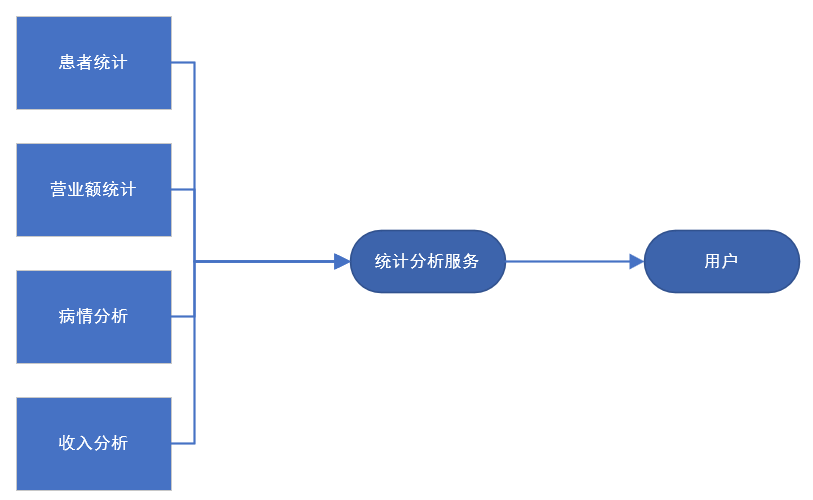 患者统计
营业额统计
病情分析
收入分析
统计分析服务
用户